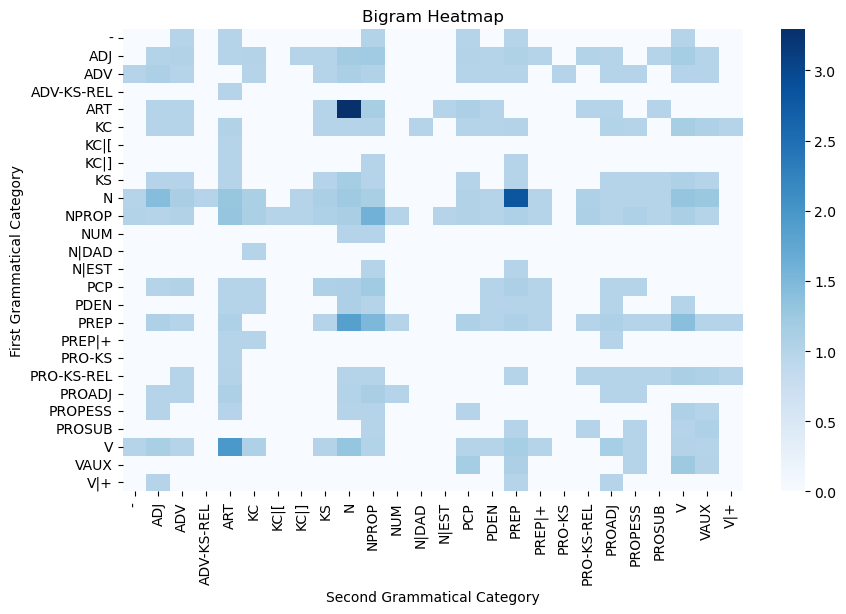 Bigram Heatmap
First Grammatical Category
-
ADJ
ADV
ADV-KS-REL
ART
KC
KC|[
KC|]
KS
N
NPROP
NUM
N|DAD
N|EST
PCP
PDEN
PREP
PREP|+
PRO-KS
PRO-KS-REL
PROADJ
PROPESS
PROSUB
V
VAUX
V|+
-
ADJ
ADV
ADV-KS-REL
ART
KC
KC|[
KC|]
KS
N
NPROP
NUM
N|DAD
N|EST
PCP
PDEN
PREP
PREP|+
PRO-KS
PRO-KS-REL
PROADJ
PROPESS
PROSUB
V
VAUX
V|+
Second Grammatical Category
3.0
2.5
2.0
1.5
1.0
0.5
0.0